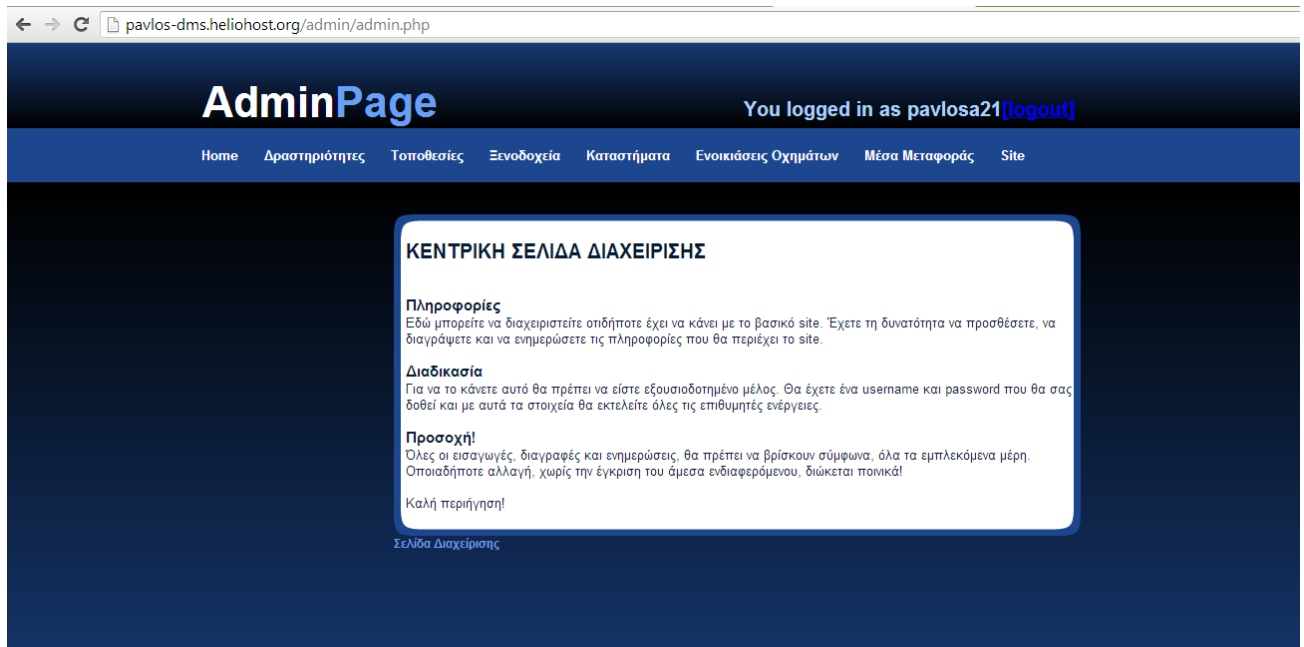 pavlos-dms.heliohost.org/admin/admin.php
AdminPage
You logged in as pavlosa21[logout]
Home Δραστηριότητες Τοποθεσίες Ξενοδοχεία Καταστήματα Ενοικιάσεις Οχημάτων Μέσα Μεταφοράς Site
ΚΕΝΤΡΙΚΗ ΣΕΛΙΔΑ ΔΙΑΧΕΙΡΙΣΗΣ
Πληροφορίες
Εδώ μπορείτε να διαχειριστείτε οτιδήποτε έχει να κάνει με το βασικό site. Έχετε τη δυνατότητα να προσθέσετε, να
διαγράψετε και να ενημερώσετε τις πληροφορίες που θα περιέχει το site.
Διαδικασία
Για να το κάνετε αυτό θα πρέπει να είστε εξουσιοδοτημένο μέλος. Θα έχετε ένα username και password που θα σας
δοθεί και με αυτά τα στοιχεία θα εκτελείτε όλες τις επιθυμητές ενέργειες.
Προσοχή!
Όλες οι εισαγωγές, διαγραφές και ενημερώσεις, θα πρέπει να βρίσκουν σύμφωνα, όλα τα εμπλεκόμενα μέρη.
Οποιαδήποτε αλλαγή, χωρίς την έγκριση του άμεσα ενδιαφερόμενου, διώκεται ποινικά!
Καλή περιήγηση!
Σελίδα Διαχείρισης